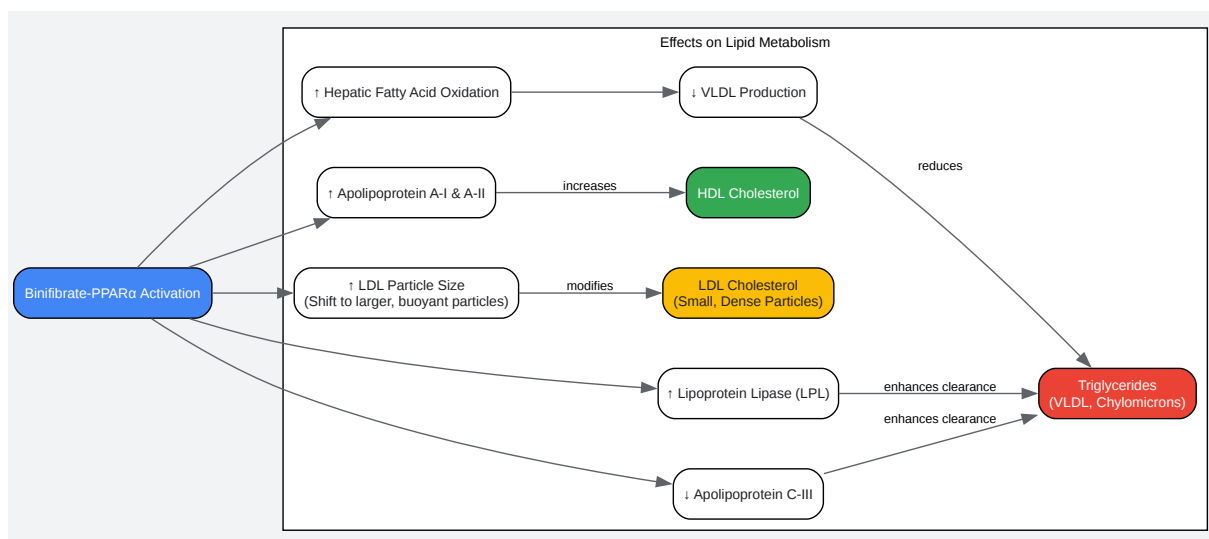 Effects on Lipid Metabolism
↑ Hepatic Fatty Acid Oxidation
↓ VLDL Production
reduces
↑ Apolipoprotein A-I & A-II
increases
HDL Cholesterol
Binifibrate-PPARα Activation
↑ LDL Particle Size
(Shift to larger, buoyant particles)
modifies
LDL Cholesterol
(Small, Dense Particles)
↑ Lipoprotein Lipase (LPL)
enhances clearance
Triglycerides
(VLDL, Chylomicrons)
enhances clearance
↓ Apolipoprotein C-III